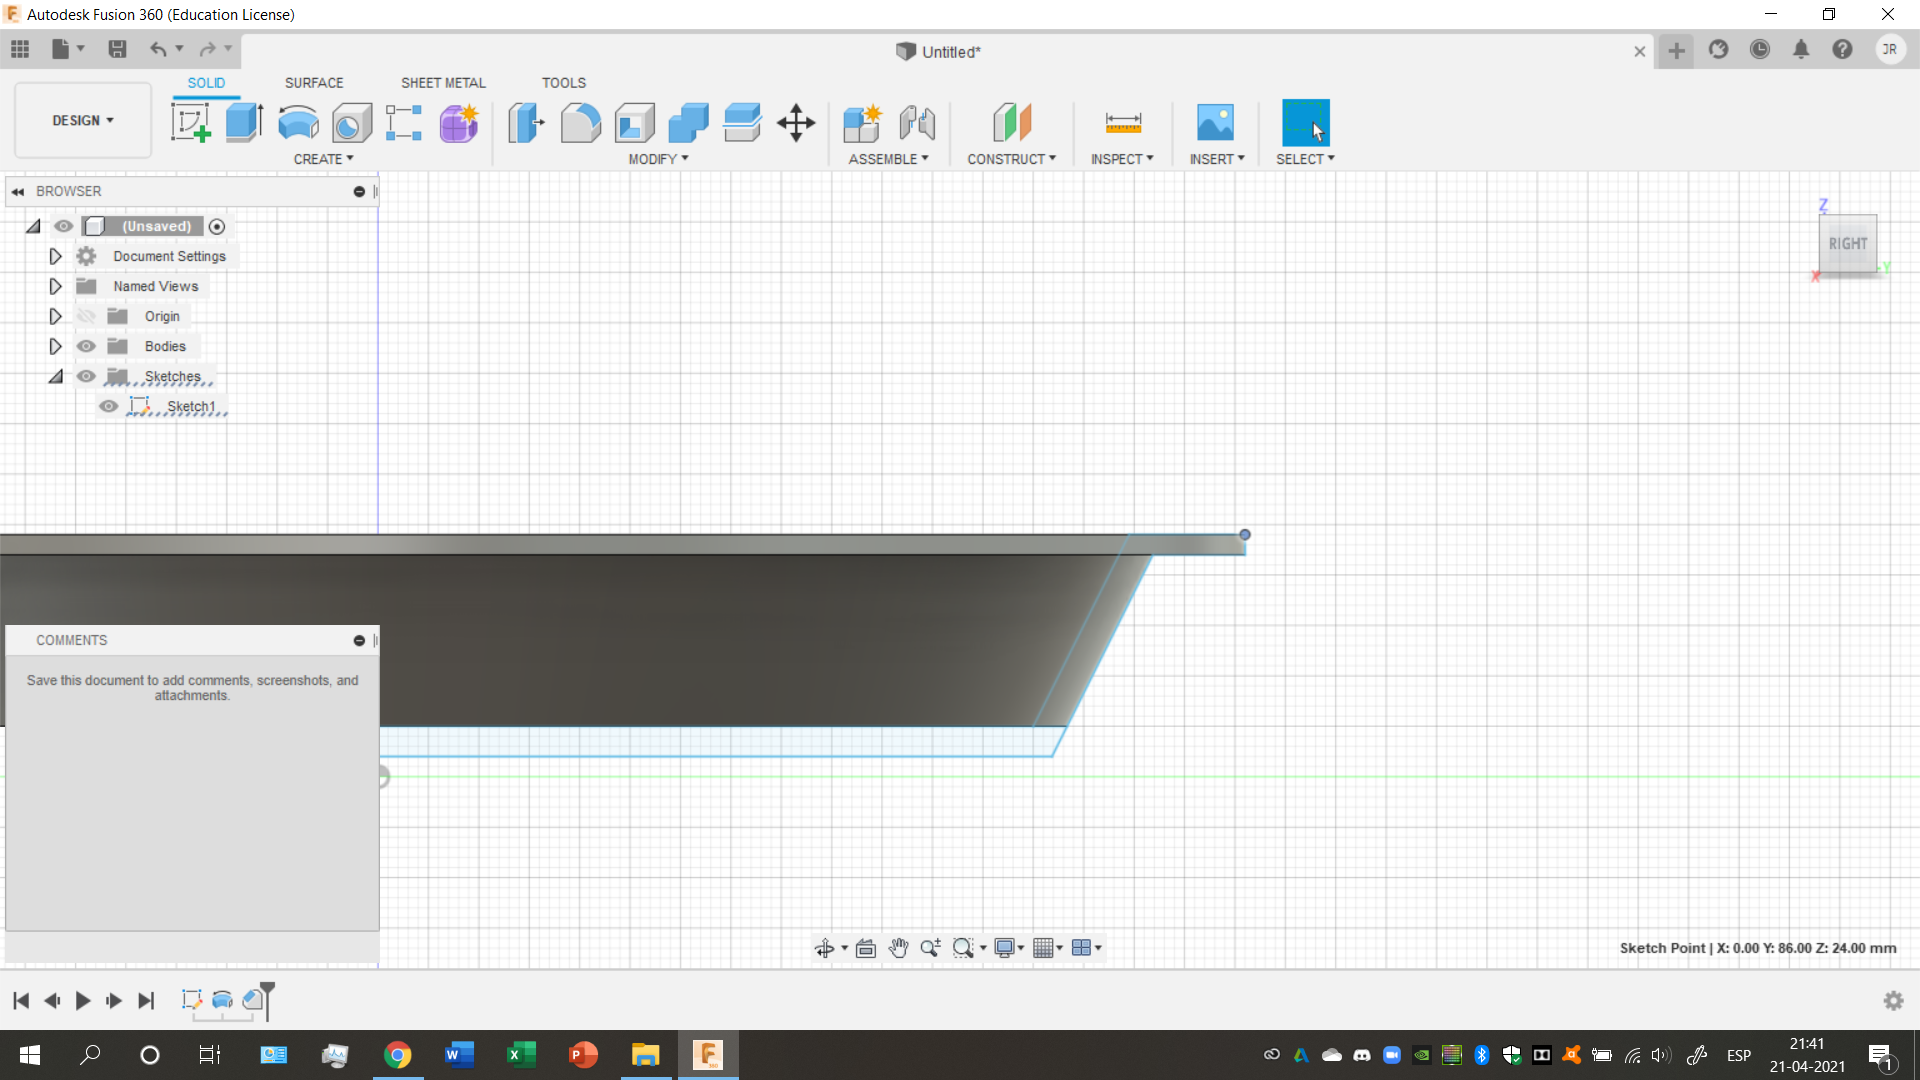 Autodesk Fusion 360 (Education License)
Untitled*
JR
SOLID SURFACE SHEET METAL TOOLS
DESIGN
CREATE MODIFY ASSEMBLE CONSTRUCT INSPECT INSERT SELECT
BROWSER
(Unsaved)
Document Settings
Named Views
Origin
Bodies
Sketches
Sketch1
Z
RIGHT
X
Y
COMMENTS
Save this document to add comments, screenshots, and
attachments.
Sketch Point | X: 0.00 Y: 86.00 Z: 24.00 mm
ESP
21:41
21-04-2021
1